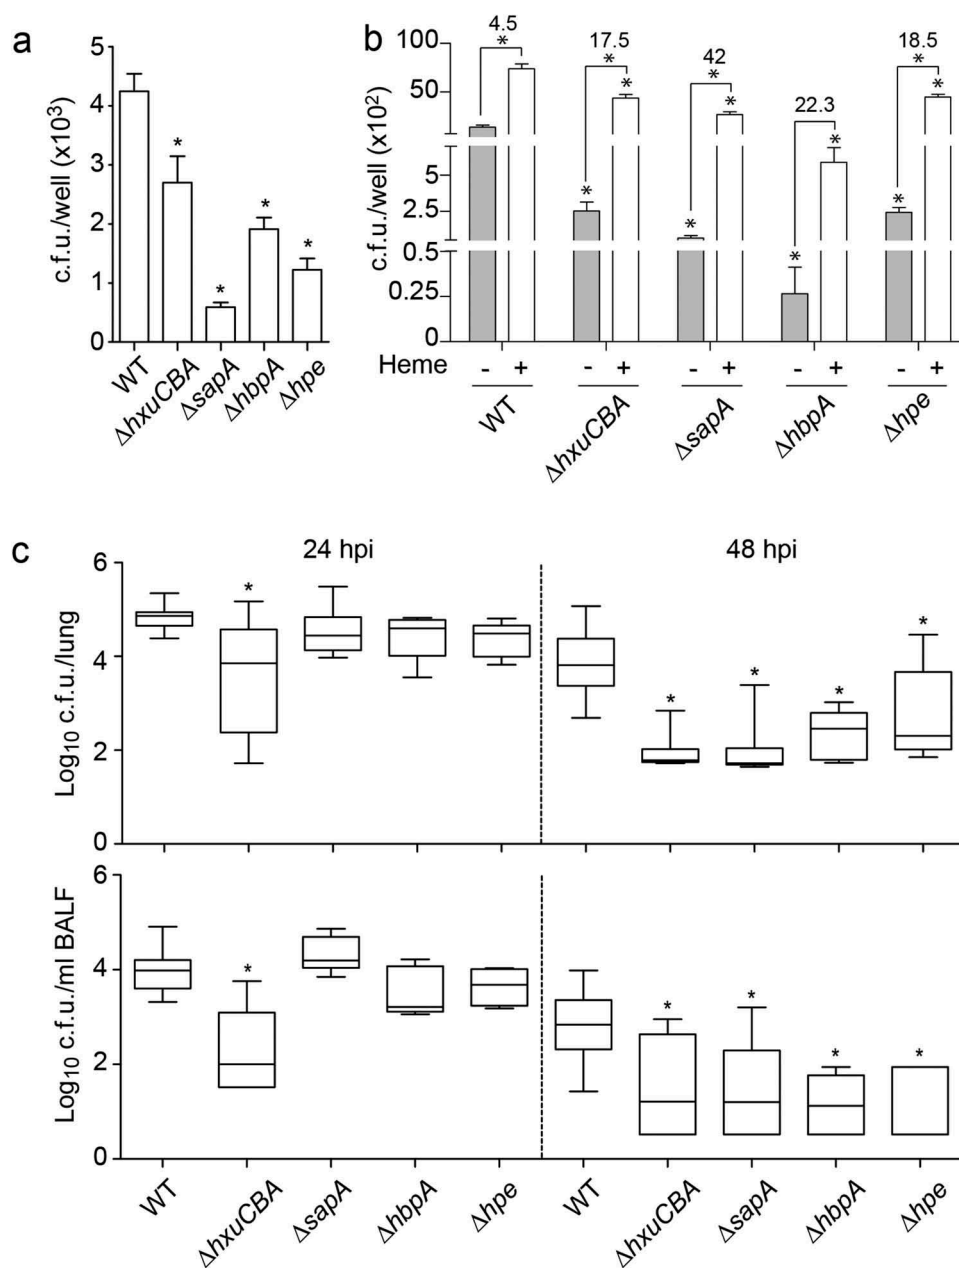 a
c.f.u./well (x10³)
5
4
3
2
1
0
*
*
*
*
WT
ΔhxuCBA
ΔsapA
ΔhbpA
Δhpe
b
c.f.u./well (x10²)
100
50
5
2.5
0.5
0.25
0
4.5
*
17.5
*
*
*
42
*
*
22.3
*
*
18.5
*
*
*
Heme - + - + - + - + - +
WT
ΔhxuCBA
ΔsapA
ΔhbpA
Δhpe
c
24 hpi 48 hpi
Log₁₀ c.f.u./lung
6
4
2
0
*
*
*
*
*
Log₁₀ c.f.u./ml BALF
6
4
2
0
*
*
*
*
*
WT
ΔhxuCBA
ΔsapA
ΔhbpA
Δhpe
WT
ΔhxuCBA
ΔsapA
ΔhbpA
Δhpe